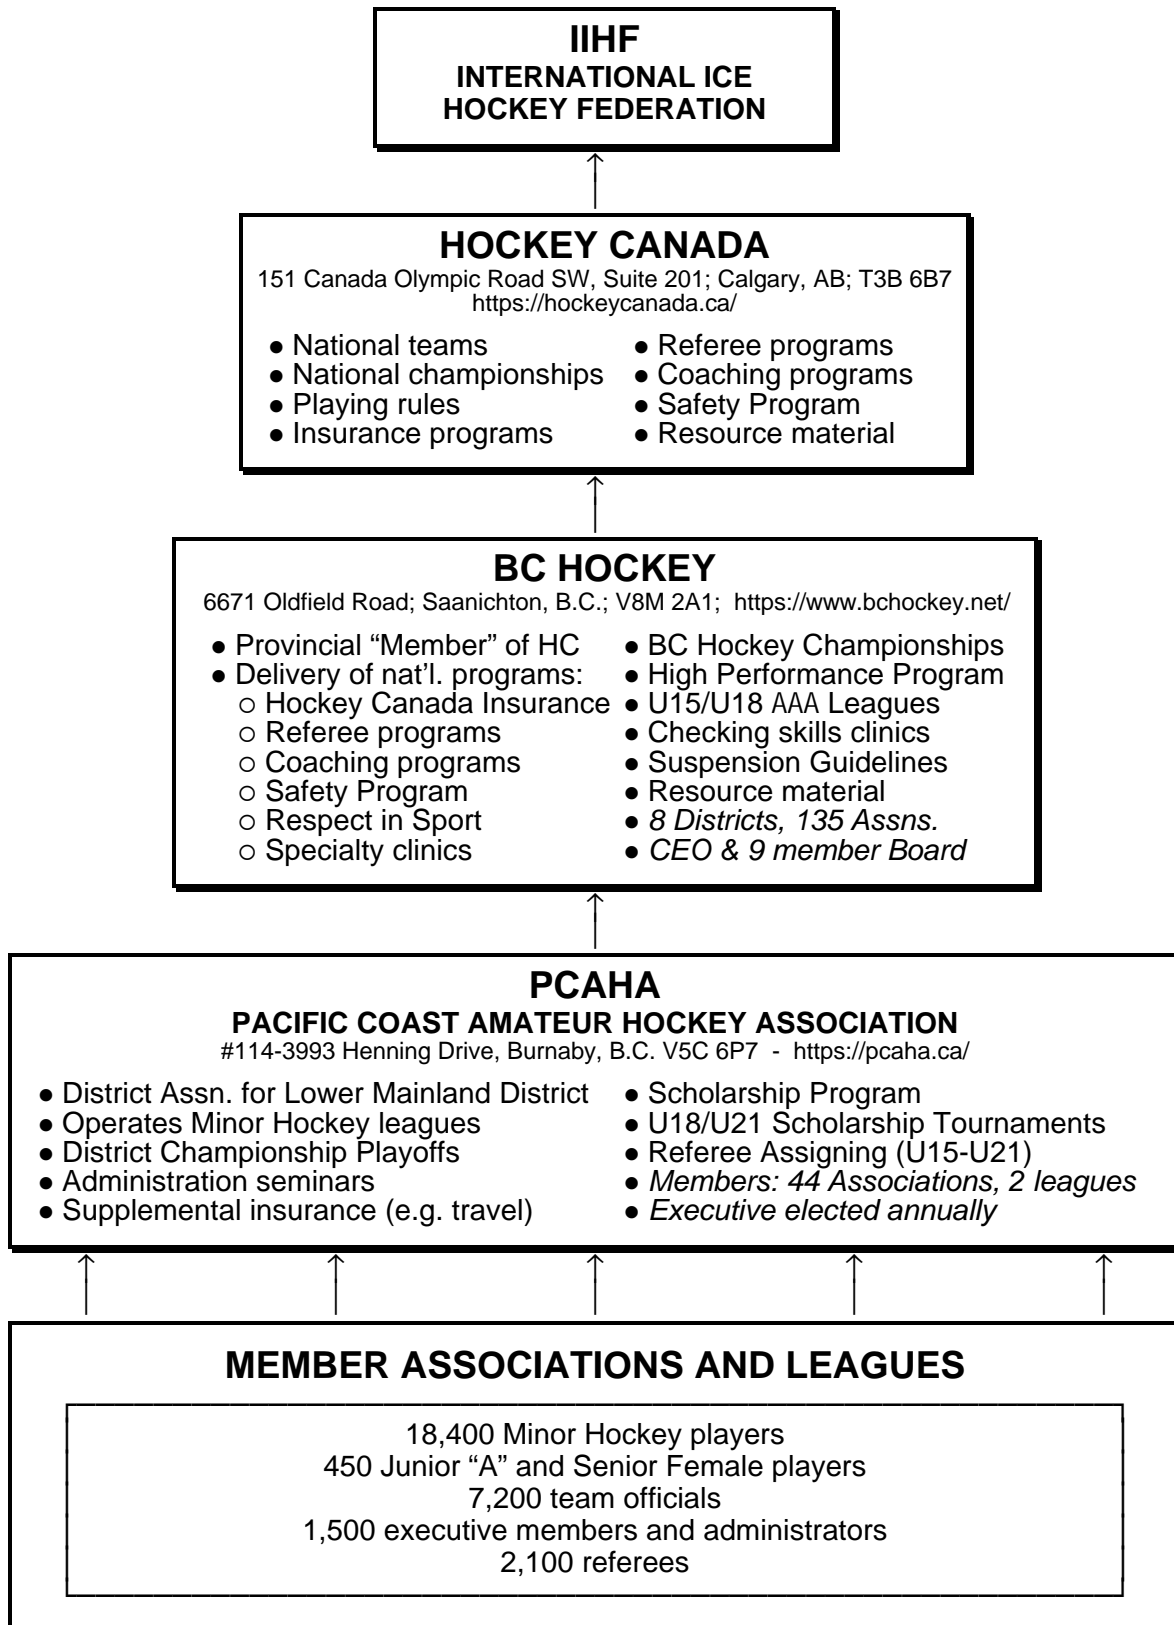 IIHF
INTERNATIONAL ICE
HOCKEY FEDERATION
HOCKEY CANADA
151 Canada Olympic Road SW, Suite 201; Calgary, AB; T3B 6B7
https://hockeycanada.ca/
● National teams
● National championships
● Playing rules
● Insurance programs
● Referee programs
● Coaching programs
● Safety Program
● Resource material
BC HOCKEY
6671 Oldfield Road; Saanichton, B.C.; V8M 2A1; https://www.bchockey.net/
● Provincial “Member” of HC
● Delivery of nat’l. programs:
○ Hockey Canada Insurance
○ Referee programs
○ Coaching programs
○ Safety Program
○ Respect in Sport
○ Specialty clinics
● BC Hockey Championships
● High Performance Program
● U15/U18 AAA Leagues
● Checking skills clinics
● Suspension Guidelines
● Resource material
● 8 Districts, 135 Assns.
● CEO & 9 member Board
PCAHA
PACIFIC COAST AMATEUR HOCKEY ASSOCIATION
#114-3993 Henning Drive, Burnaby, B.C. V5C 6P7 - https://pcaha.ca/
● District Assn. for Lower Mainland District
● Operates Minor Hockey leagues
● District Championship Playoffs
● Administration seminars
● Supplemental insurance (e.g. travel)
● Scholarship Program
● U18/U21 Scholarship Tournaments
● Referee Assigning (U15-U21)
● Members: 44 Associations, 2 leagues
● Executive elected annually
MEMBER ASSOCIATIONS AND LEAGUES
18,400 Minor Hockey players
450 Junior “A” and Senior Female players
7,200 team officials
1,500 executive members and administrators
2,100 referees